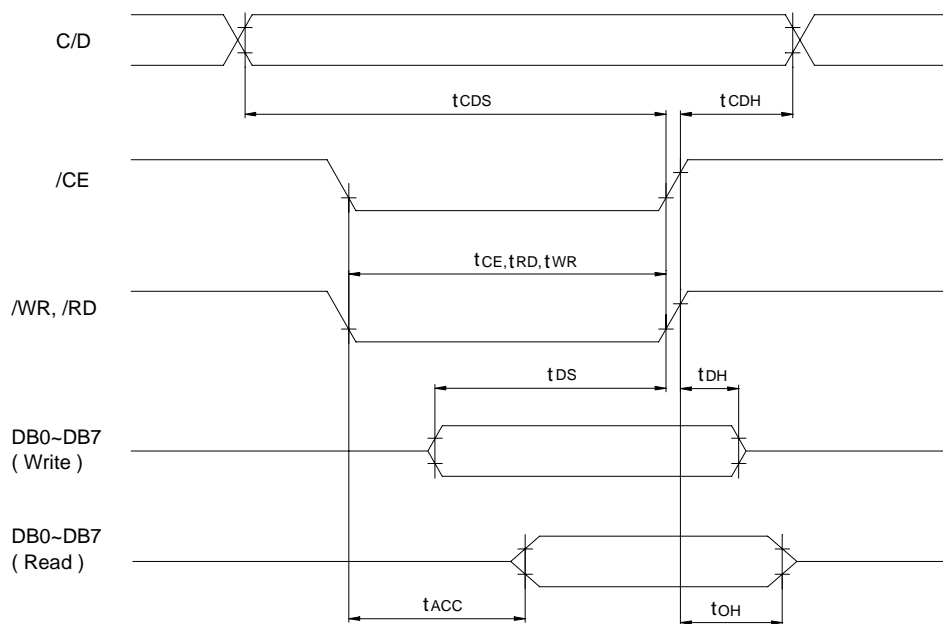 C/D
tCDS
tCDH
/CE
tCE,tRD,tWR
/WR, /RD
tDS
tDH
DB0~DB7
( Write )
DB0~DB7
( Read )
tACC
tOH